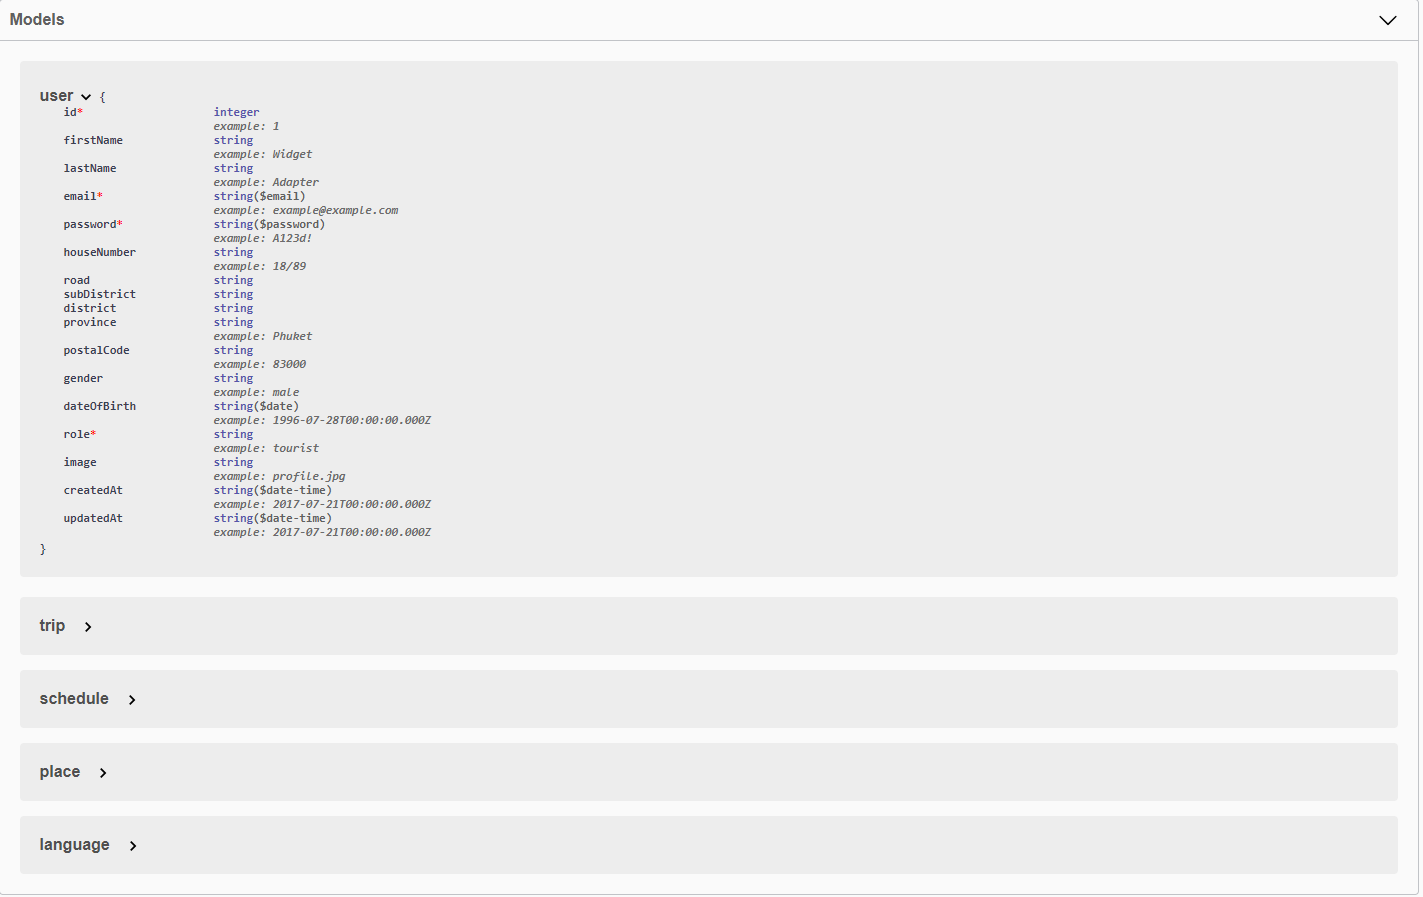 Models
user {
id* integer
example: 1
firstName string
example: Widget
lastName string
example: Adapter
email* string($email)
example: example@example.com
password* string($password)
example: A123d!
houseNumber string
example: 18/89
road string
subDistrict string
district string
province string
example: Phuket
postalCode string
example: 83000
gender string
example: male
dateOfBirth string($date)
example: 1996-07-28T00:00:00.000Z
role* string
example: tourist
image string
example: profile.jpg
createdAt string($date-time)
example: 2017-07-21T00:00:00.000Z
updatedAt string($date-time)
example: 2017-07-21T00:00:00.000Z
}
trip
schedule
place
language